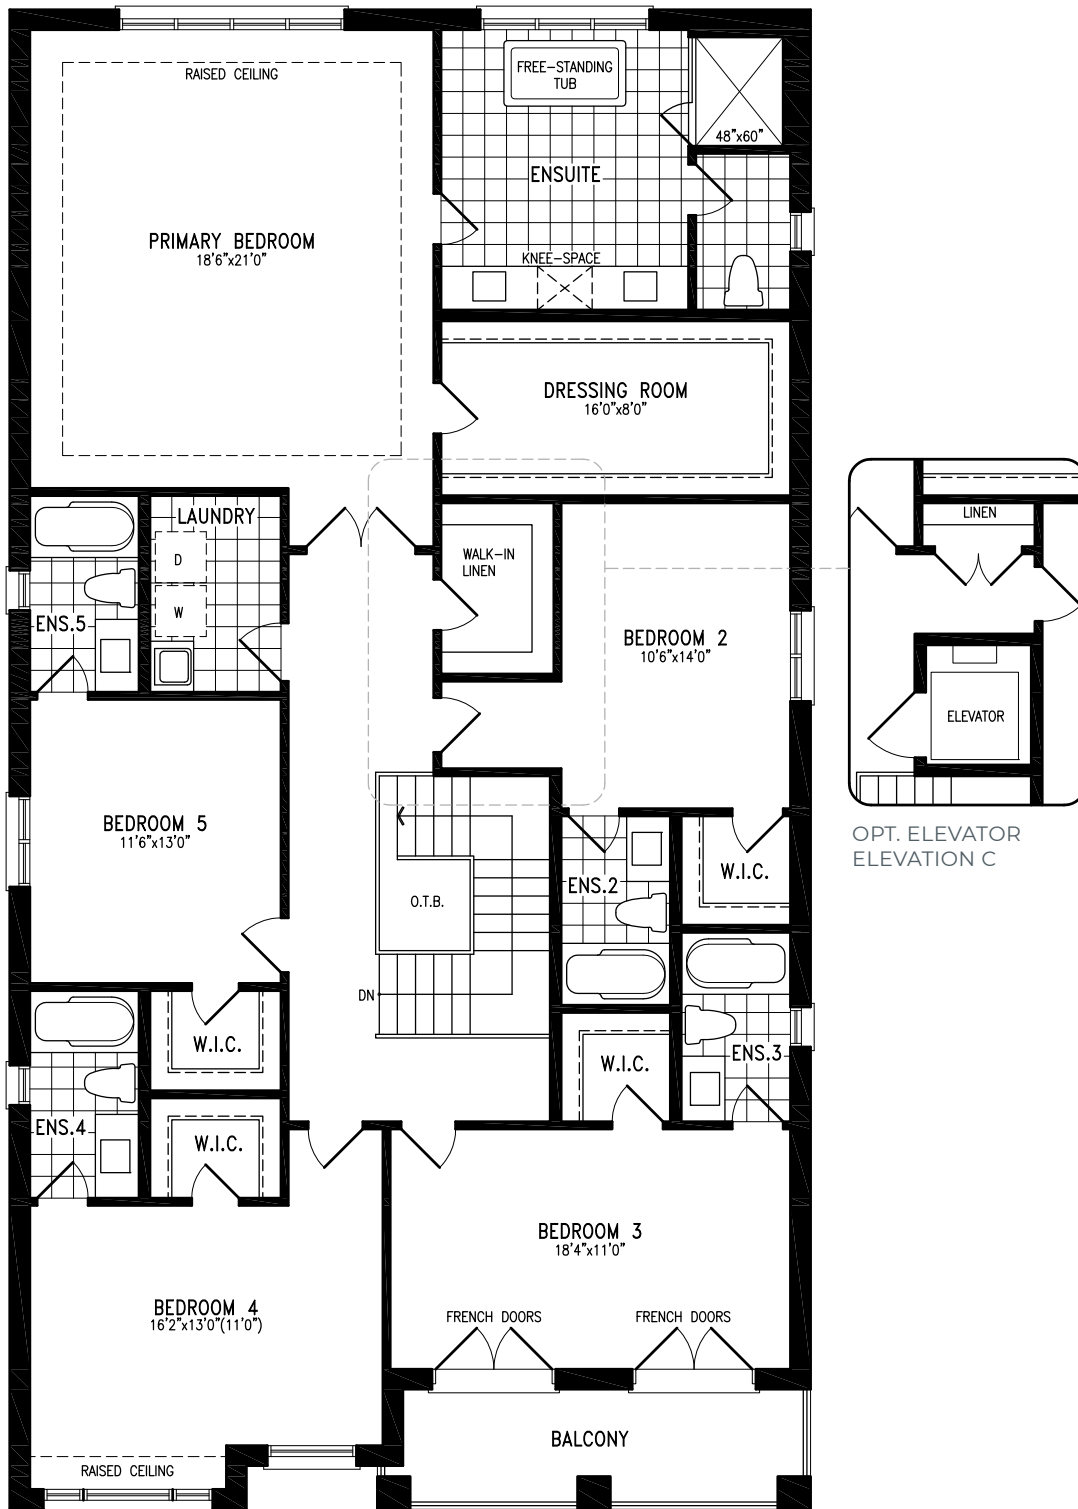 RAISED CEILING
FREE-STANDING
TUB
48"x60"
ENSUITE
PRIMARY BEDROOM
18'6"x21'0"
KNEE-SPACE
DRESSING ROOM
16'0"x8'0"
LAUNDRY
D
W
ENS.5
WALK-IN
LINEN
BEDROOM 2
10'6"x14'0"
LINEN
ELEVATOR
OPT. ELEVATOR
ELEVATION C
BEDROOM 5
11'6"x13'0"
O.T.B.
ENS.2
W.I.C.
DN
W.I.C.
W.I.C.
ENS.3
ENS.4
W.I.C.
BEDROOM 3
18'4"x11'0"
BEDROOM 4
16'2"x13'0"(11'0")
FRENCH DOORS
FRENCH DOORS
BALCONY
RAISED CEILING